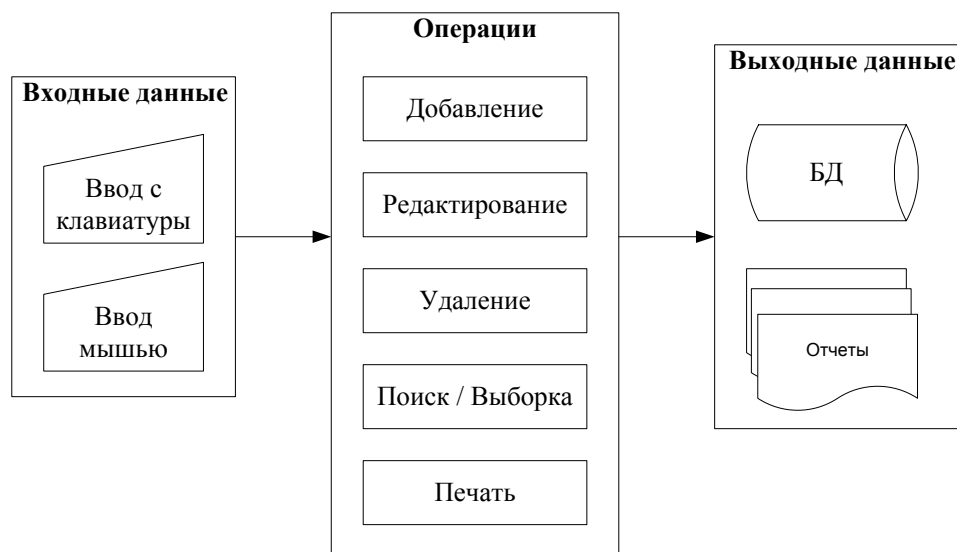 Входные данные
Ввод с
клавиатуры
Ввод
мышью
Операции
Добавление
Редактирование
Удаление
Поиск / Выборка
Печать
Выходные данные
БД
Отчеты